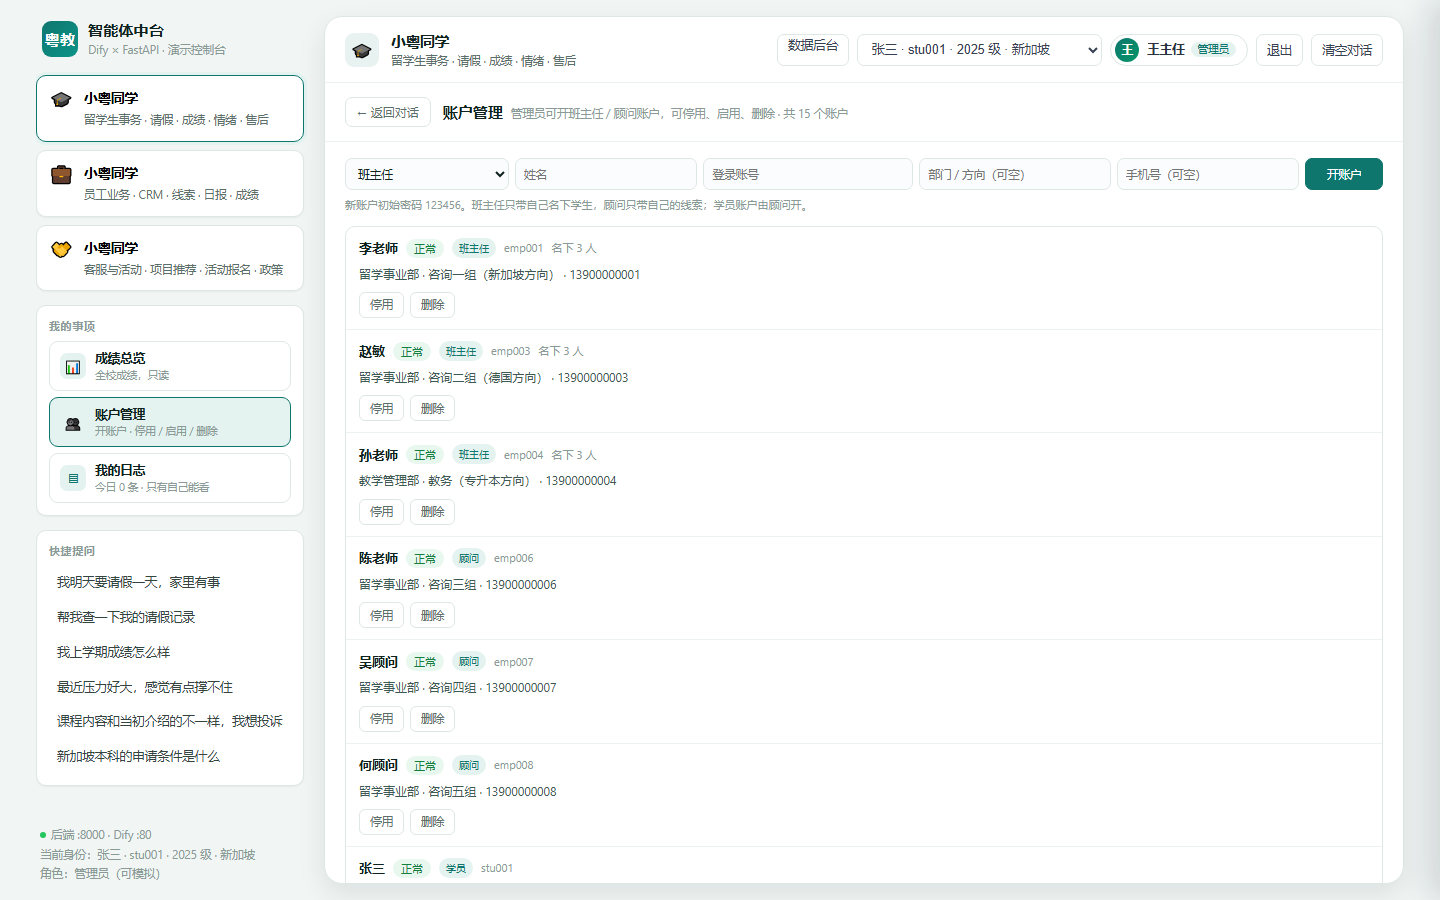 粤教
智能体中台
Dify × FastAPI · 演示控制台
小粤同学
留学生事务 · 请假 · 成绩 · 情绪 · 售后
小粤同学
员工业务 · CRM · 线索 · 日报 · 成绩
小粤同学
客服与活动 · 项目推荐 · 活动报名 · 政策
我的事项
成绩总览
全校成绩，只读
账户管理
开账户 · 停用 / 启用 / 删除
我的日志
今日 0 条 · 只有自己能看
快捷提问
我明天要请假一天，家里有事
帮我查一下我的请假记录
我上学期成绩怎么样
最近压力好大，感觉有点撑不住
课程内容和当初介绍的不一样，我想投诉
新加坡本科的申请条件是什么
后端 :8000 · Dify :80
当前身份：张三 · stu001 · 2025 级 · 新加坡
角色：管理员（可模拟）
小粤同学
留学生事务 · 请假 · 成绩 · 情绪 · 售后
数据后台
张三 · stu001 · 2025 级 · 新加坡
王 王主任 管理员
退出
清空对话
← 返回对话
账户管理 管理员可开班主任 / 顾问账户，可停用、启用、删除 · 共 15 个账户
班主任 姓名 登录账号 部门 / 方向（可空） 手机号（可空） 开账户
新账户初始密码 123456。班主任只带自己名下学生，顾问只带自己的线索；学员账户由顾问开。
李老师 正常 班主任 emp001 名下 3 人
留学事业部 · 咨询一组（新加坡方向） · 13900000001
停用 删除
赵敏 正常 班主任 emp003 名下 3 人
留学事业部 · 咨询二组（德国方向） · 13900000003
停用 删除
孙老师 正常 班主任 emp004 名下 3 人
教学管理部 · 教务（专升本方向） · 13900000004
停用 删除
陈老师 正常 顾问 emp006
留学事业部 · 咨询三组 · 13900000006
停用 删除
吴顾问 正常 顾问 emp007
留学事业部 · 咨询四组 · 13900000007
停用 删除
何顾问 正常 顾问 emp008
留学事业部 · 咨询五组 · 13900000008
停用 删除
张三 正常 学员 stu001